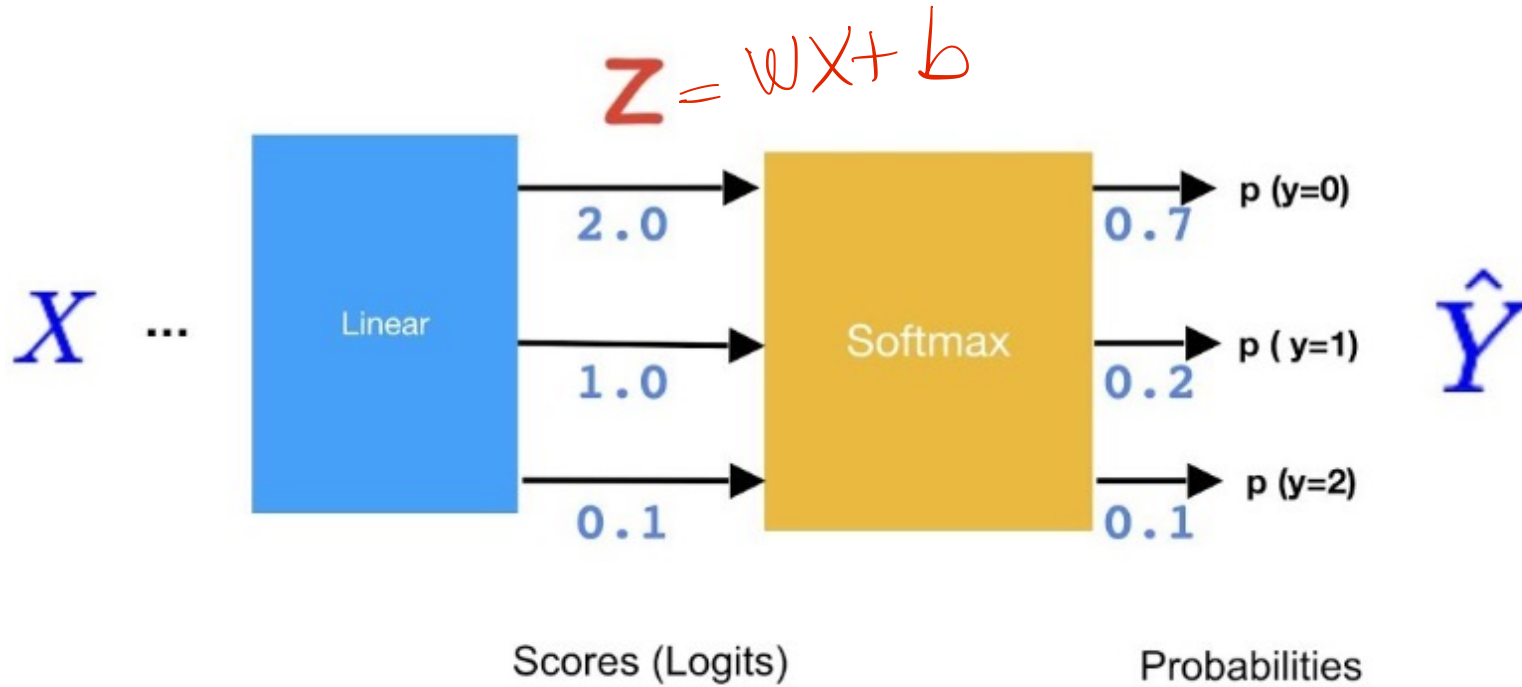 Z = wx + b
2.0
0.7
p (y=0)
X ...
Linear
1.0
Softmax
0.2
p ( y=1)
Ŷ
0.1
0.1
p (y=2)
Scores (Logits)
Probabilities